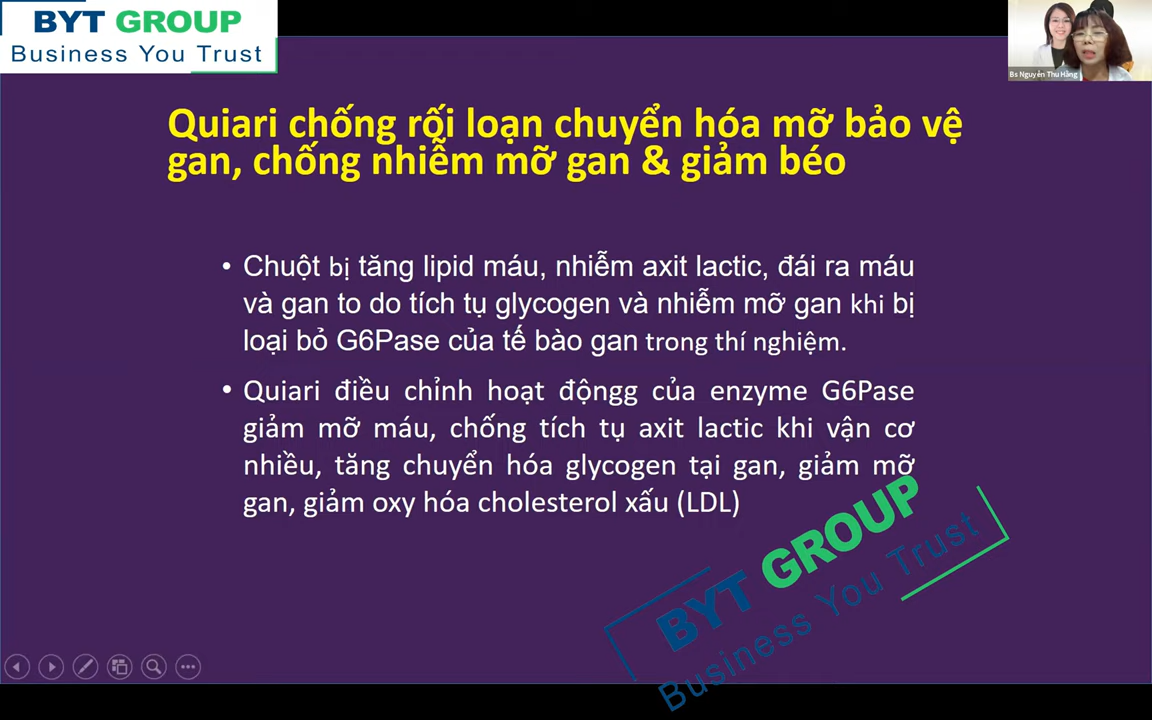 BYT GROUP
Business You Trust
Bs Nguyễn Thu Hằng
Quiari chống rối loạn chuyển hóa mỡ bảo vệ
gan, chống nhiễm mỡ gan & giảm béo
• Chuột bị tăng lipid máu, nhiễm axit lactic, đái ra máu
và gan to do tích tụ glycogen và nhiễm mỡ gan khi bị
loại bỏ G6Pase của tế bào gan trong thí nghiệm.
• Quiari điều chỉnh hoạt độngg của enzyme G6Pase
giảm mỡ máu, chống tích tụ axit lactic khi vận cơ
nhiều, tăng chuyển hóa glycogen tại gan, giảm mỡ
gan, giảm oxy hóa cholesterol xấu (LDL)
BYT GROUP
Business You Trust